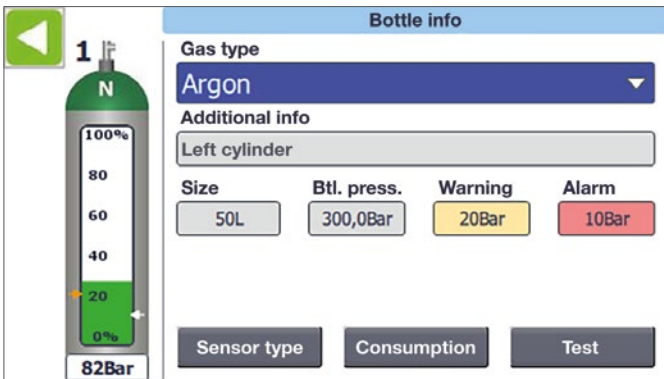 Bottle info
1
N
100%
80
60
40
20
0%
82Bar
Gas type
Argon
Additional info
Left cylinder
Size Btl. press. Warning Alarm
50L 300,0Bar 20Bar 10Bar
Sensor type Consumption Test